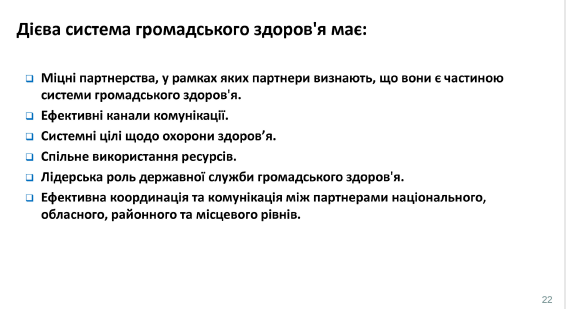 Дієва система громадського здоров'я має:
Міцні партнерства, у рамках яких партнери визнають, що вони є частиною
системи громадського здоров'я.
Ефективні канали комунікації.
Системні цілі щодо охорони здоров’я.
Спільне використання ресурсів.
Лідерська роль державної служби громадського здоров'я.
Ефективна координація та комунікація між партнерами національного,
обласного, районного та місцевого рівнів.
22